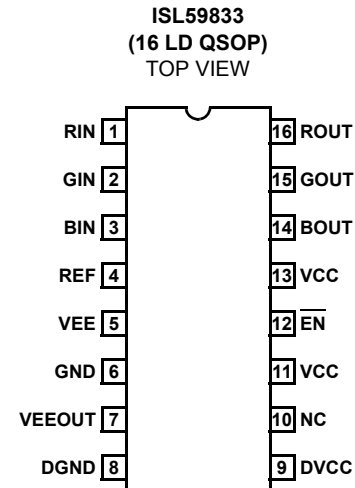 ISL59833
(16 LD QSOP)
TOP VIEW
RIN 1 16 ROUT
GIN 2 15 GOUT
BIN 3 14 BOUT
REF 4 13 VCC
VEE 5 12 EN
GND 6 11 VCC
VEEOUT 7 10 NC
DGND 8 9 DVCC